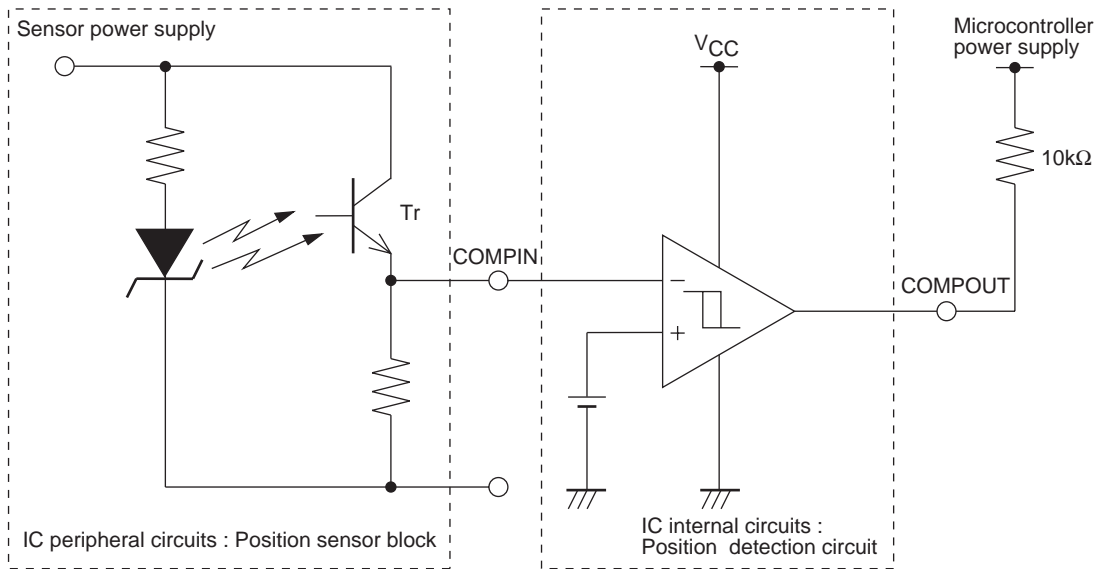 Sensor power supply
VCC
Microcontroller
power supply
10kΩ
Tr
COMPIN
COMPOUT
−
+
IC peripheral circuits : Position sensor block
IC internal circuits :
Position detection circuit